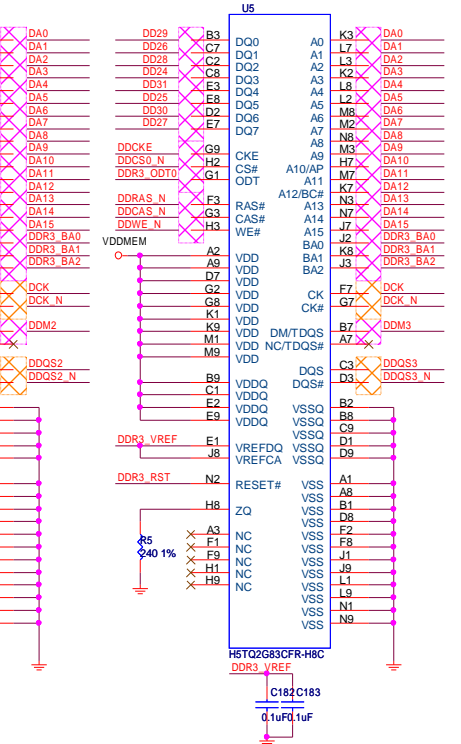 U5
DA0 DD29 B3 DQ0 A0 K3 DA0
DA1 DD26 C7 DQ1 A1 L7 DA1
DA2 DD28 C2 DQ2 A2 L3 DA2
DA3 DD24 C8 DQ3 A3 K2 DA3
DA4 DD31 E3 DQ4 A4 L8 DA4
DA5 DD25 E8 DQ5 A5 L2 DA5
DA6 DD30 D2 DQ6 A6 M8 DA6
DA7 DD27 E7 DQ7 A7 M2 DA7
DA8 A8 N8 DA8
DA9 DDCKE G9 CKE A9 M3 DA9
DA10 DDCS0_N H2 CS# A10/AP H7 DA10
DA11 DDR3_ODT0 G1 ODT A11 M7 DA11
DA12 A12/BC# K7 DA12
DA13 DDRAS_N F3 RAS# A13 N3 DA13
DA14 DDCAS_N G3 CAS# A14 N7 DA14
DA15 DDWE_N H3 WE# A15 J7 DA15
DDR3_BA0 VDDMEM BA0 J2 DDR3_BA0
DDR3_BA1 A2 VDD BA1 K8 DDR3_BA1
DDR3_BA2 A9 VDD BA2 J3 DDR3_BA2
D7 VDD
DCK G2 VDD CK F7 DCK
DCK_N G8 VDD CK# G7 DCK_N
K1 VDD
DDM2 K9 VDD DM/TDQS B7 DDM3
M1 VDD NC/TDQS# A7
M9 VDD
DDQS2 DQS C3 DDQS3
DDQS2_N B9 VDDQ DQS# D3 DDQS3_N
C1 VDDQ
E2 VDDQ VSSQ B2
E9 VDDQ VSSQ B8
VSSQ C9
DDR3_VREF E1 VREFDQ VSSQ D1
J8 VREFCA VSSQ D9
DDR3_RST N2 RESET# VSS A1
VSS A8
H8 ZQ VSS B1
VSS D8
A3 NC VSS F2
R5 F1 NC VSS F8
240 1% F9 NC VSS J1
H1 NC VSS J9
H9 NC VSS L1
VSS L9
VSS N1
VSS N9
H5TQ2G83CFR-H8C
DDR3_VREF
C182 C183
0.1uF 0.1uF